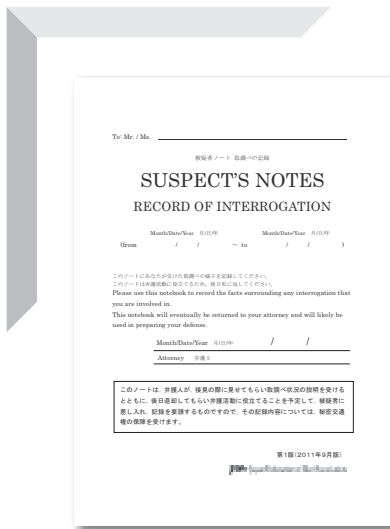 To: Mr. / Ms.
被疑者ノート 取調べの記録
SUSPECT'S NOTES
RECORD OF INTERROGATION
Month/Date/Year 月/日/年 Month/Date/Year 月/日/年
(from / / ～ to / / )
このノートにあなたが受けた取調べの様子を記録してください。
このノートは弁護活動に役立てるため、後日私に返してください。
Please use this notebook to record the facts surrounding any interrogation that
you are involved in.
This notebook will eventually be returned to your attorney and will likely be
used in preparing your defense.
Month/Date/Year 月/日/年 / /
Attorney 弁護士
このノートは、弁護人が、接見の際に見せてもらい取調べ状況の説明を受ける
とともに、後日返却してもらい弁護活動に役立てることを予定して、被疑者に
差し入れ、記録を要請するものですので、その記録内容については、秘密交通
権の保障を受けます。
第1版(2011年9月版)